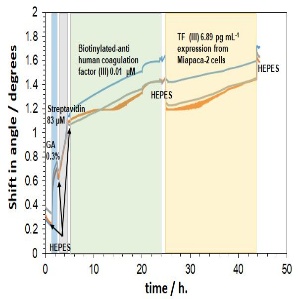 2
1.8
1.6
1.4
1.2
1
0.8
0.6
0.4
0.2
0
Shift in angle / degrees
0
10
20
30
40
50
time / h.
GA
0.3%
Streptavidin
83 µM
HEPES
Biotinylated-anti
human coagulation
factor (III) 0.01 µM
HEPES
TF (III) 6.89 pg mL⁻¹
expression from
Miapaca-2 cells
HEPES